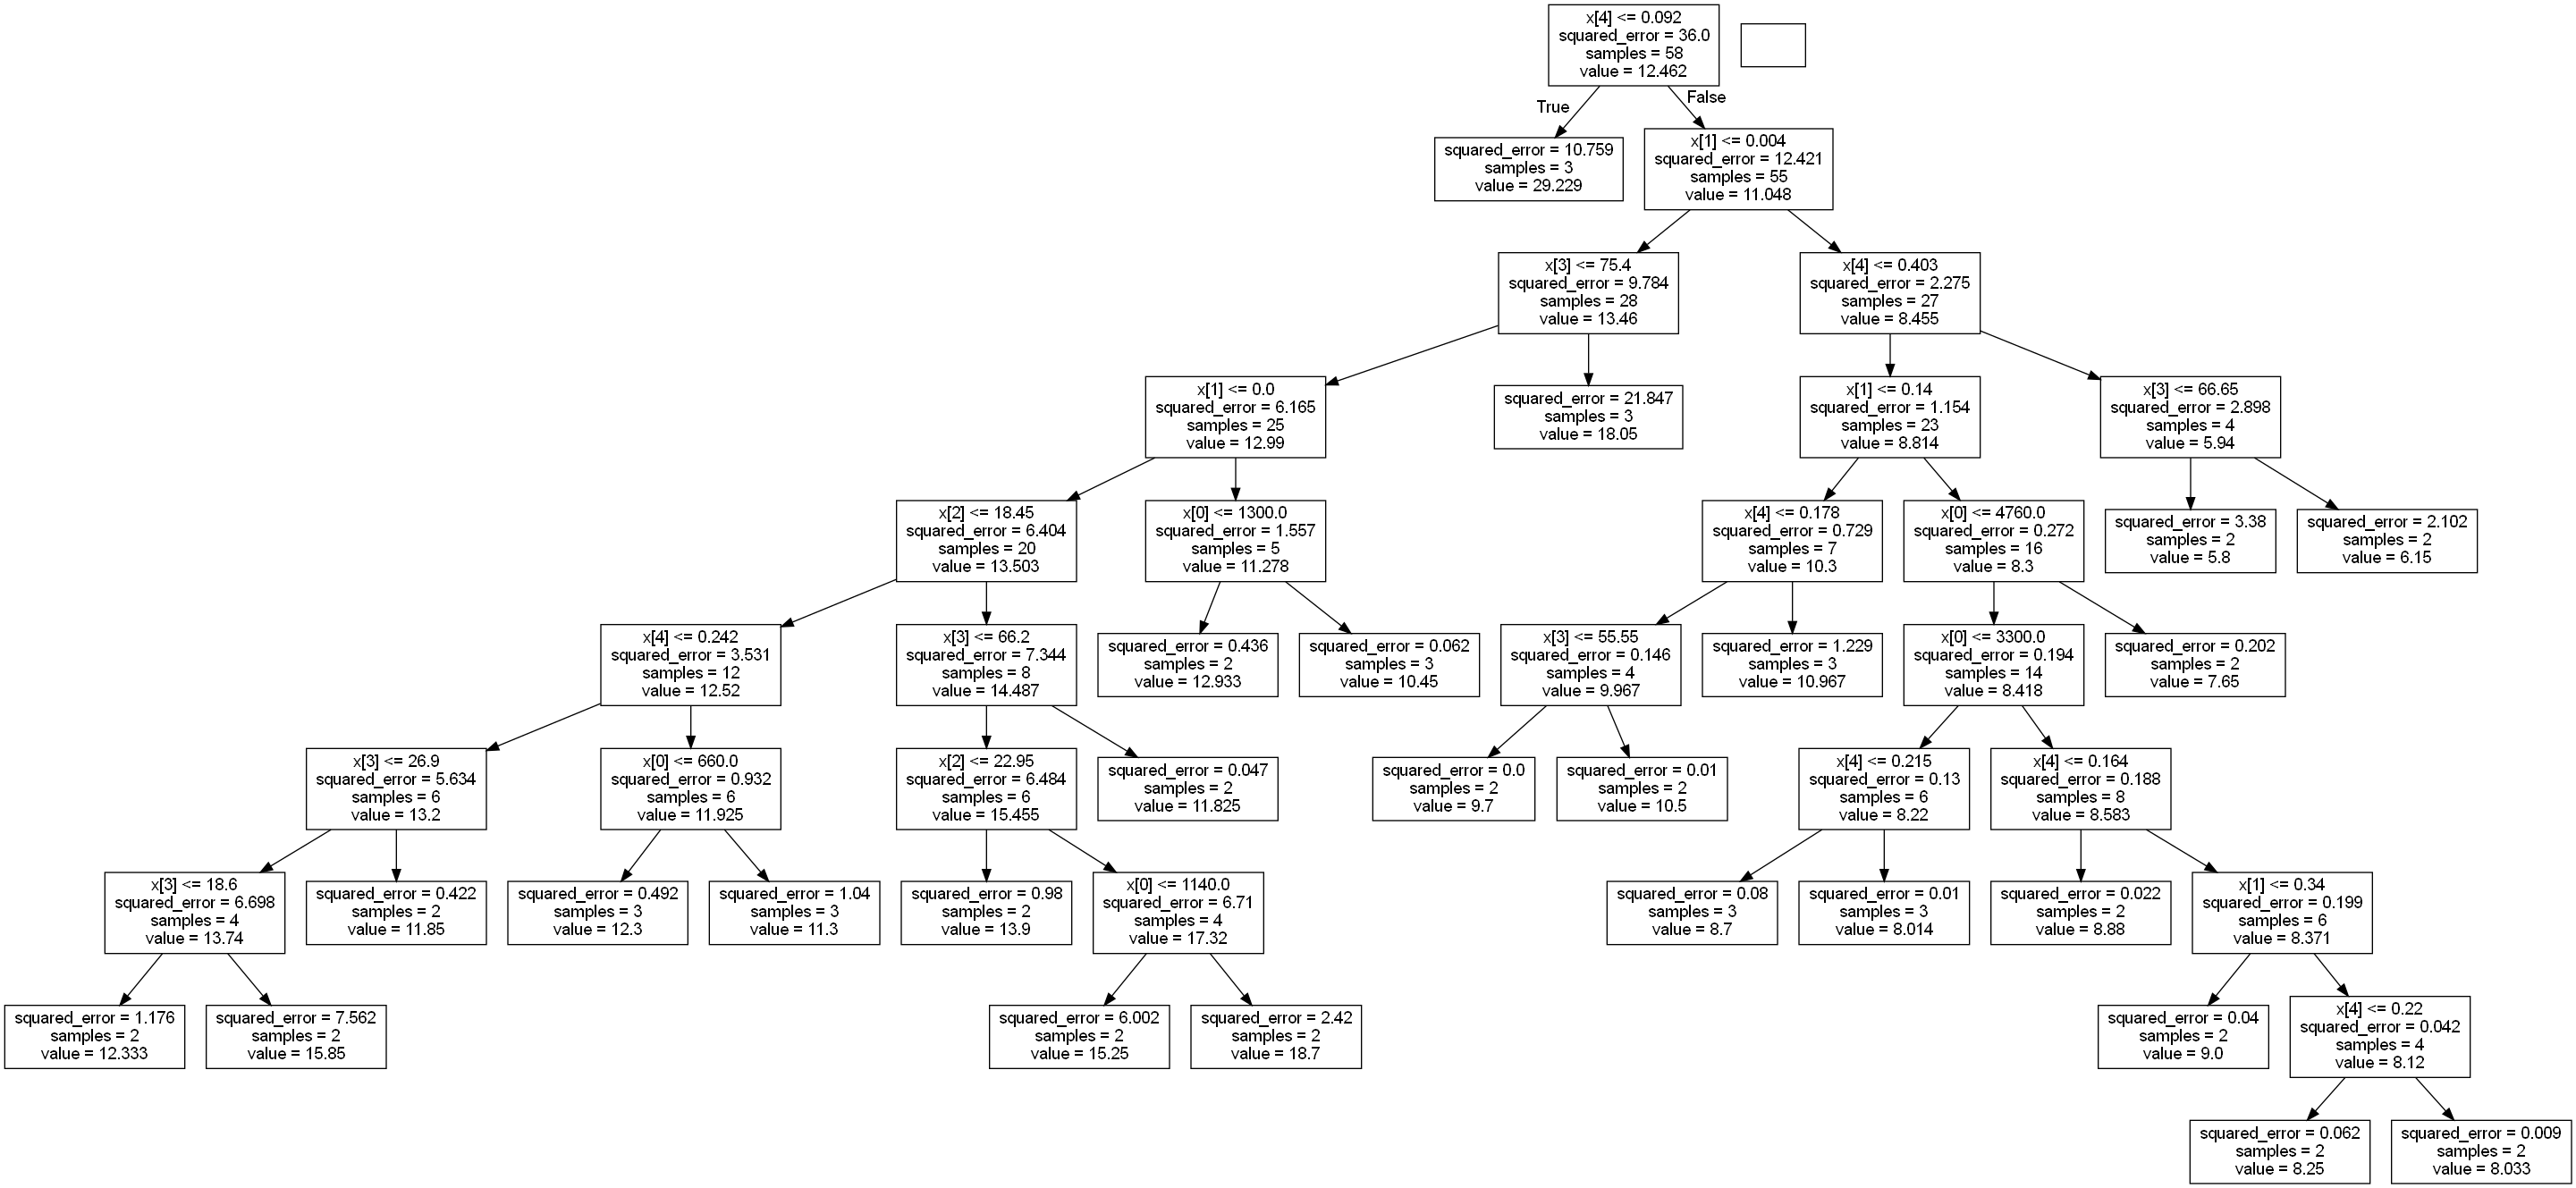 x[4] <= 0.092
squared_error = 36.0
samples = 58
value = 12.462
True
False
squared_error = 10.759
samples = 3
value = 29.229
x[1] <= 0.004
squared_error = 12.421
samples = 55
value = 11.048
x[3] <= 75.4
squared_error = 9.784
samples = 28
value = 13.46
x[4] <= 0.403
squared_error = 2.275
samples = 27
value = 8.455
x[1] <= 0.0
squared_error = 6.165
samples = 25
value = 12.99
squared_error = 21.847
samples = 3
value = 18.05
x[1] <= 0.14
squared_error = 1.154
samples = 23
value = 8.814
x[3] <= 66.65
squared_error = 2.898
samples = 4
value = 5.94
x[2] <= 18.45
squared_error = 6.404
samples = 20
value = 13.503
x[0] <= 1300.0
squared_error = 1.557
samples = 5
value = 11.278
x[4] <= 0.178
squared_error = 0.729
samples = 7
value = 10.3
x[0] <= 4760.0
squared_error = 0.272
samples = 16
value = 8.3
squared_error = 3.38
samples = 2
value = 5.8
squared_error = 2.102
samples = 2
value = 6.15
x[4] <= 0.242
squared_error = 3.531
samples = 12
value = 12.52
x[3] <= 66.2
squared_error = 7.344
samples = 8
value = 14.487
squared_error = 0.436
samples = 2
value = 12.933
squared_error = 0.062
samples = 3
value = 10.45
x[3] <= 55.55
squared_error = 0.146
samples = 4
value = 9.967
squared_error = 1.229
samples = 3
value = 10.967
x[0] <= 3300.0
squared_error = 0.194
samples = 14
value = 8.418
squared_error = 0.202
samples = 2
value = 7.65
x[3] <= 26.9
squared_error = 5.634
samples = 6
value = 13.2
x[0] <= 660.0
squared_error = 0.932
samples = 6
value = 11.925
x[2] <= 22.95
squared_error = 6.484
samples = 6
value = 15.455
squared_error = 0.047
samples = 2
value = 11.825
squared_error = 0.0
samples = 2
value = 9.7
squared_error = 0.01
samples = 2
value = 10.5
x[4] <= 0.215
squared_error = 0.13
samples = 6
value = 8.22
x[4] <= 0.164
squared_error = 0.188
samples = 8
value = 8.583
x[3] <= 18.6
squared_error = 6.698
samples = 4
value = 13.74
squared_error = 0.422
samples = 2
value = 11.85
squared_error = 0.492
samples = 3
value = 12.3
squared_error = 1.04
samples = 3
value = 11.3
squared_error = 0.98
samples = 2
value = 13.9
x[0] <= 1140.0
squared_error = 6.71
samples = 4
value = 17.32
squared_error = 0.08
samples = 3
value = 8.7
squared_error = 0.01
samples = 3
value = 8.014
squared_error = 0.022
samples = 2
value = 8.88
x[1] <= 0.34
squared_error = 0.199
samples = 6
value = 8.371
squared_error = 1.176
samples = 2
value = 12.333
squared_error = 7.562
samples = 2
value = 15.85
squared_error = 6.002
samples = 2
value = 15.25
squared_error = 2.42
samples = 2
value = 18.7
squared_error = 0.04
samples = 2
value = 9.0
x[4] <= 0.22
squared_error = 0.042
samples = 4
value = 8.12
squared_error = 0.062
samples = 2
value = 8.25
squared_error = 0.009
samples = 2
value = 8.033